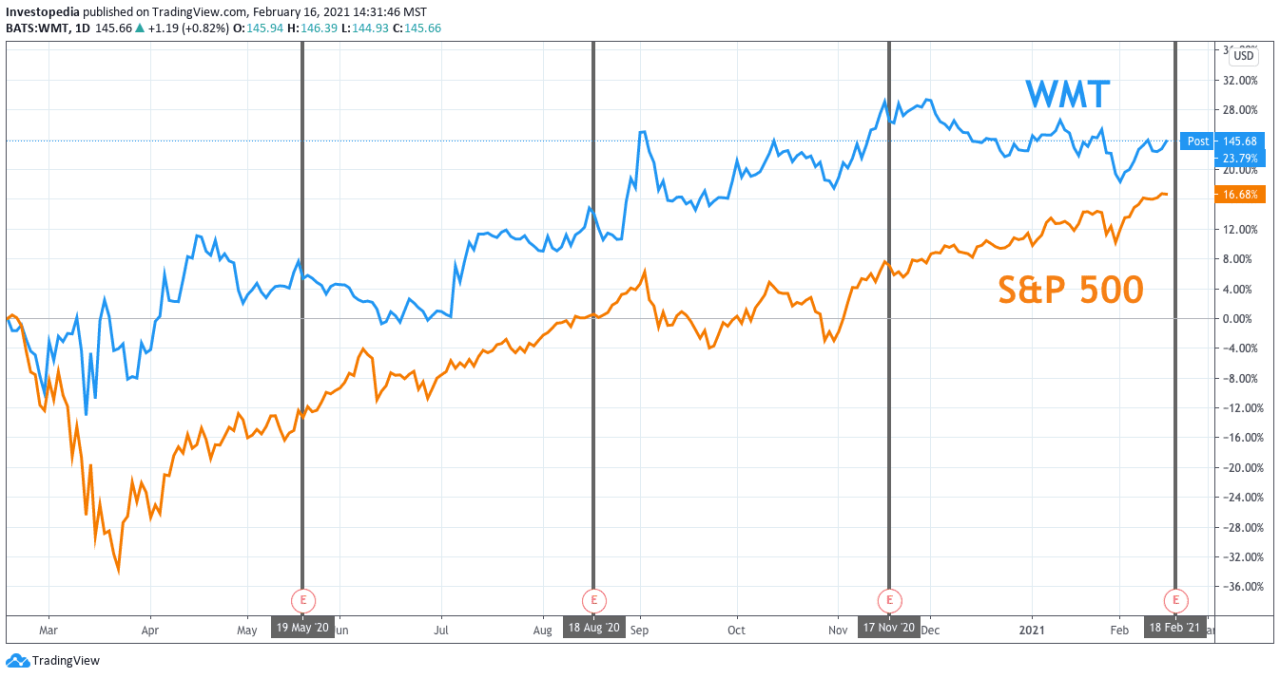 Investopedia published on TradingView.com, February 16, 2021 14:31:46 MST
BATS:WMT, 1D 145.66 ▲ +1.19 (+0.82%) O:145.94 H:146.39 L:144.93 C:145.66
36.00%
USD
32.00%
WMT
28.00%
Post 145.68
23.79%
20.00%
16.68%
12.00%
8.00%
S&P 500
4.00%
0.00%
−4.00%
−8.00%
−12.00%
−16.00%
−20.00%
−24.00%
−28.00%
−32.00%
−36.00%
E E E E
Mar Apr May 19 May '20 un Jul Aug 18 Aug '20 Sep Oct Nov 17 Nov '20 Dec 2021 Feb 18 Feb '21
TradingView